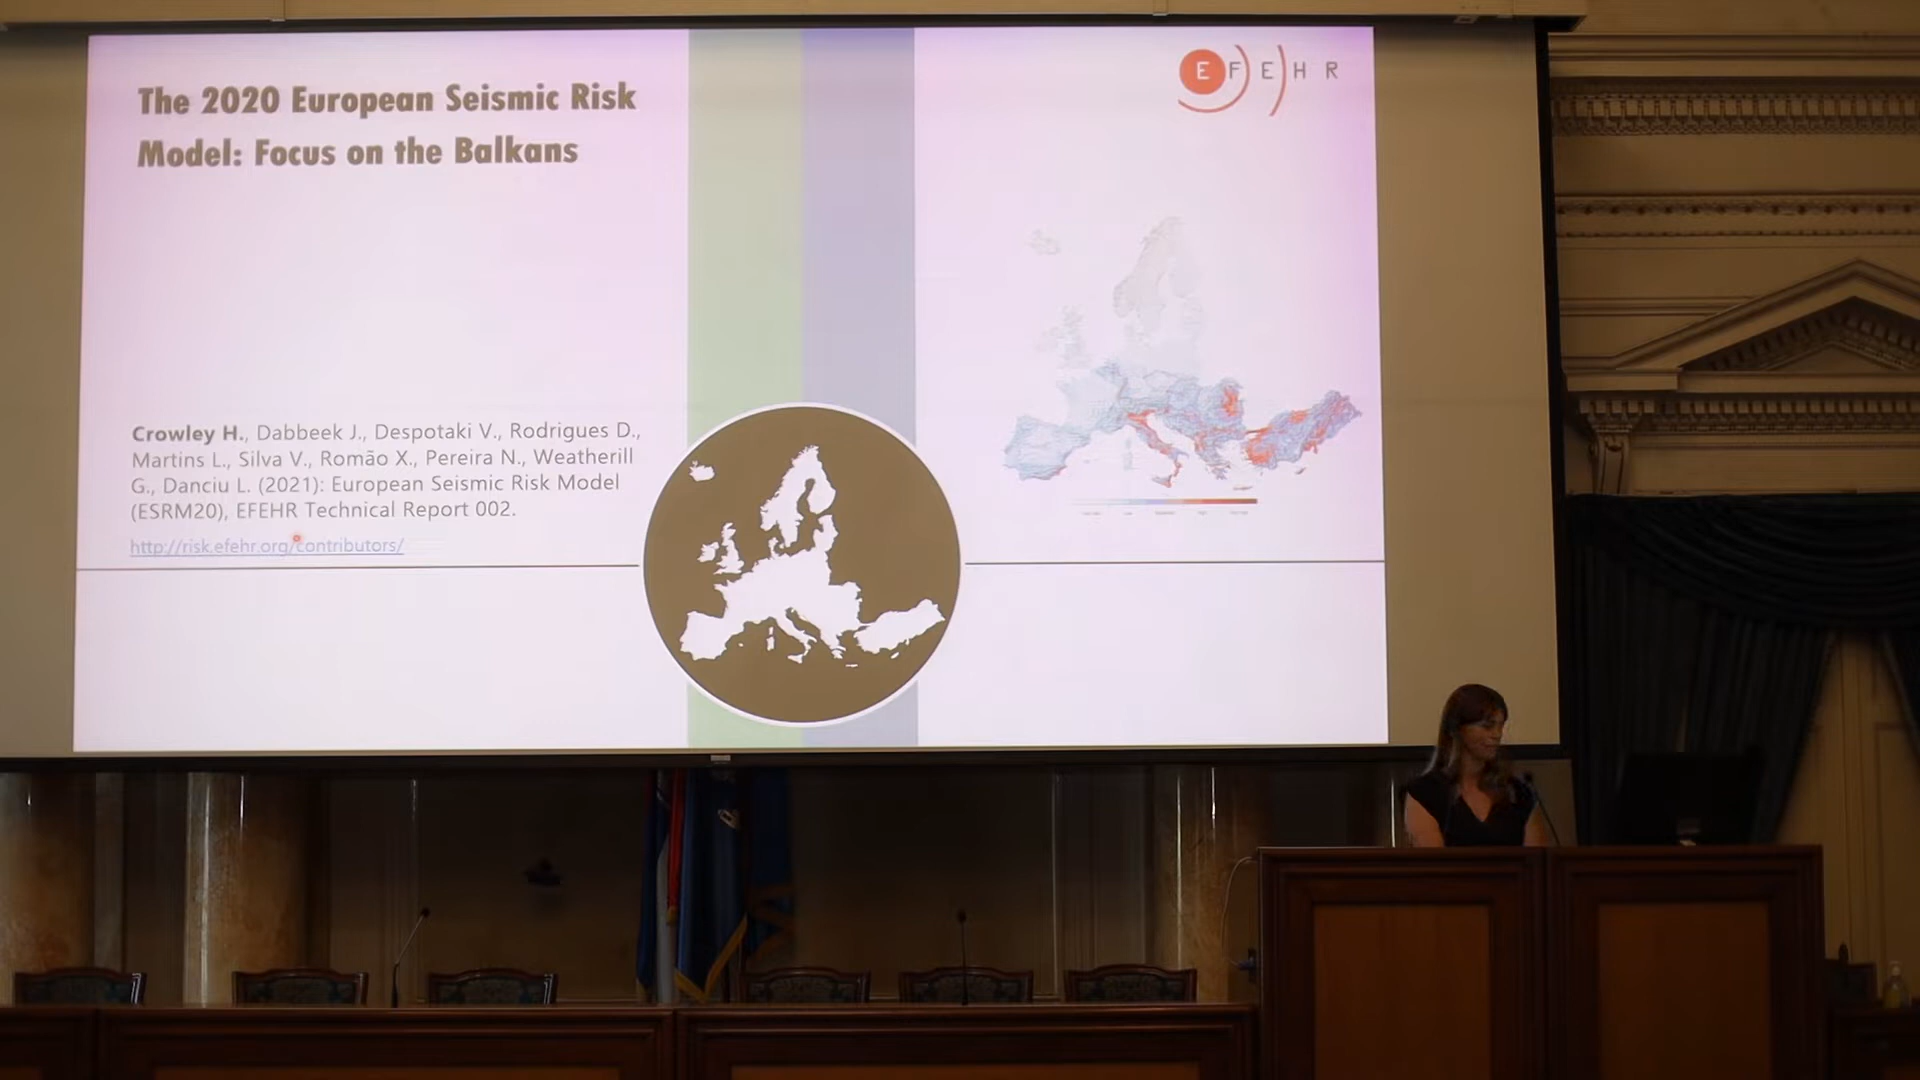 The 2020 European Seismic Risk
Model: Focus on the Balkans
E F E H R
Crowley H., Dabbeek J., Despotaki V., Rodrigues D.,
Martins L., Silva V., Romão X., Pereira N., Weatherill
G., Danciu L. (2021): European Seismic Risk Model
(ESRM20), EFEHR Technical Report 002.
http://risk.efehr.org/contributors/